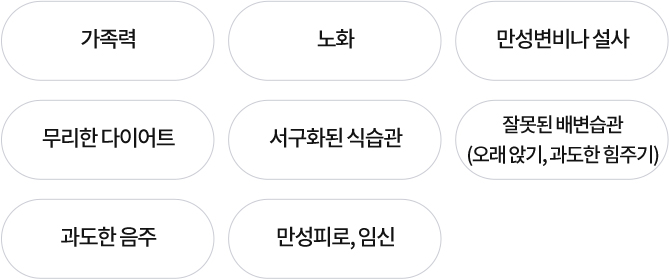 가족력
노화
만성변비나 설사
무리한 다이어트
서구화된 식습관
잘못된 배변습관
(오래 앉기, 과도한 힘주기)
과도한 음주
만성피로, 임신